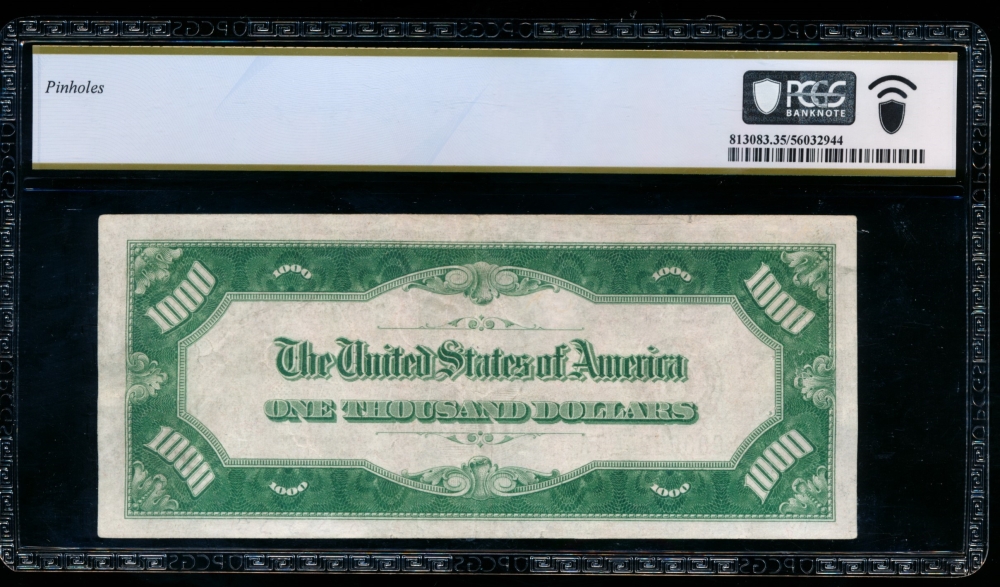 Pinholes
PCGS
BANKNOTE
813083.35/56032944
1000 1000 1000 1000
The United States of America
ONE THOUSAND DOLLARS
1000 1000 1000 1000